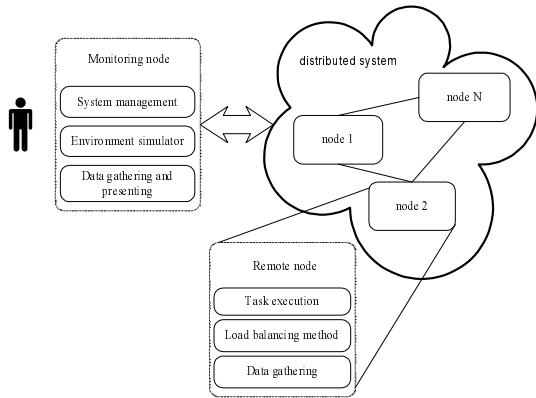 Monitoring node
System management
Environment simulator
Data gathering and
presenting
distributed system
node N
node 1
node 2
Remote node
Task execution
Load balancing method
Data gathering